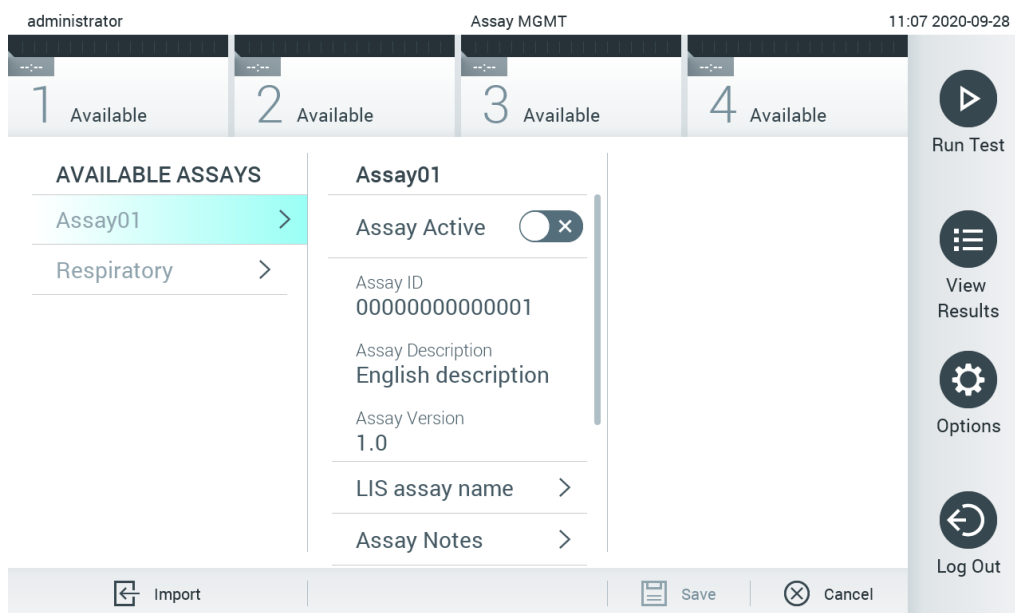 administrator
Assay MGMT
11:07 2020-09-28
--:--
1 Available
--:--
2 Available
--:--
3 Available
--:--
4 Available
AVAILABLE ASSAYS
Assay01
Respiratory
Assay01
Assay Active
Assay ID
00000000000001
Assay Description
English description
Assay Version
1.0
LIS assay name
Assay Notes
Run Test
View
Results
Options
Log Out
Import
Save
Cancel